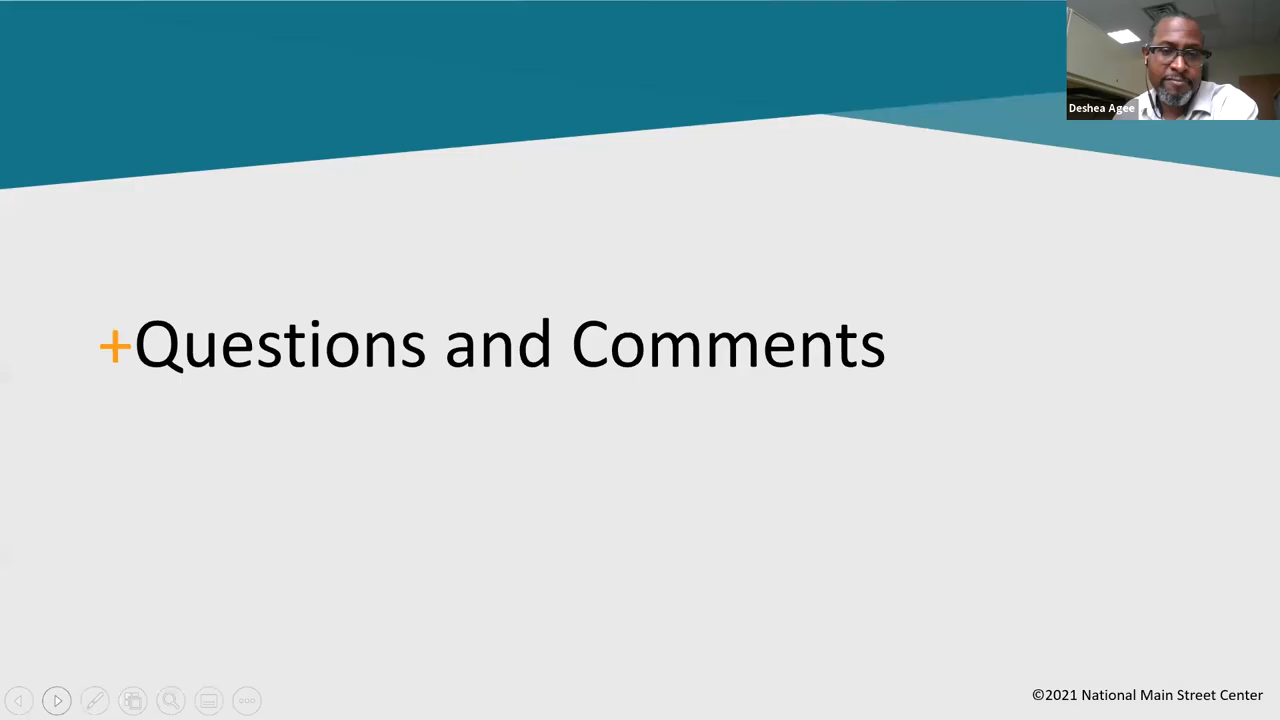 Deshea Agee
+Questions and Comments
©2021 National Main Street Center